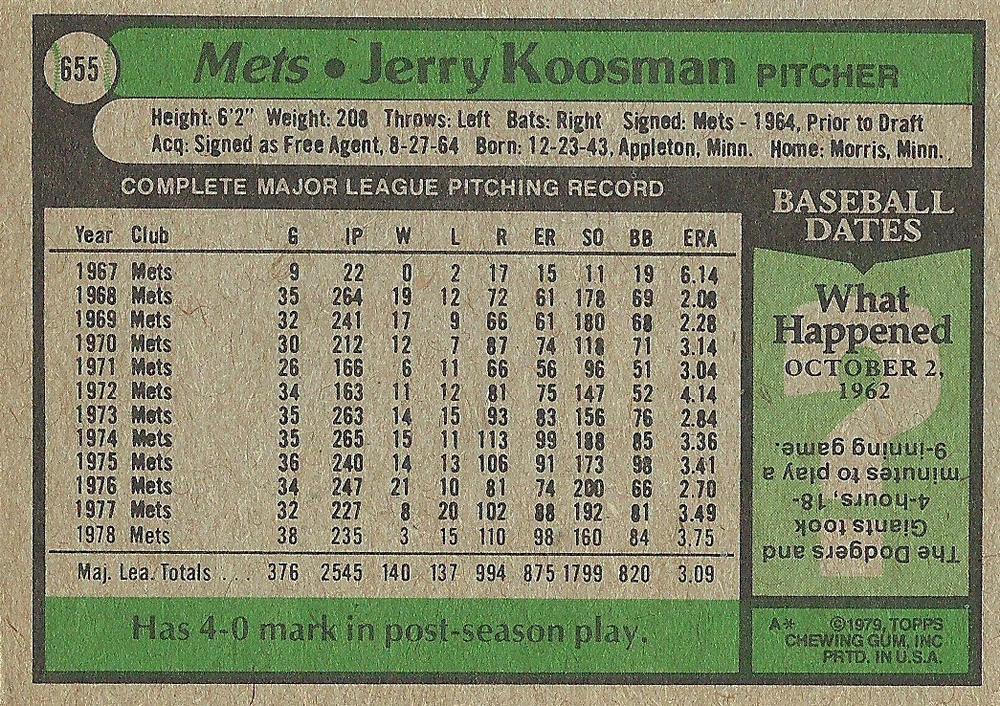 655
Mets • Jerry Koosman PITCHER
Height: 6'2" Weight: 208 Throws: Left Bats: Right Signed: Mets - 1964, Prior to Draft
Acq: Signed as Free Agent, 8-27-64 Born: 12-23-43, Appleton, Minn. Home: Morris, Minn.
COMPLETE MAJOR LEAGUE PITCHING RECORD
Year Club G IP W L R ER SO BB ERA
1967 Mets 9 22 0 2 17 15 11 19 6.14
1968 Mets 35 264 19 12 72 61 178 69 2.08
1969 Mets 32 241 17 9 66 61 180 68 2.28
1970 Mets 30 212 12 7 87 74 118 71 3.14
1971 Mets 26 166 6 11 66 56 96 51 3.04
1972 Mets 34 163 11 12 81 75 147 52 4.14
1973 Mets 35 263 14 15 93 83 156 76 2.84
1974 Mets 35 265 15 11 113 99 188 85 3.36
1975 Mets 36 240 14 13 106 91 173 98 3.41
1976 Mets 34 247 21 10 81 74 200 66 2.70
1977 Mets 32 227 8 20 102 88 192 81 3.49
1978 Mets 38 235 3 15 110 98 160 84 3.75
Maj. Lea. Totals . . . 376 2545 140 137 994 875 1799 820 3.09
Has 4-0 mark in post-season play.
BASEBALL
DATES
What
Happened
OCTOBER 2,
1962
The Dodgers and
Giants took
4-hours, 18-
minutes to play a
9-inning game.
A* ©1979, TOPPS
CHEWING GUM, INC
PRTD. IN U.S.A.